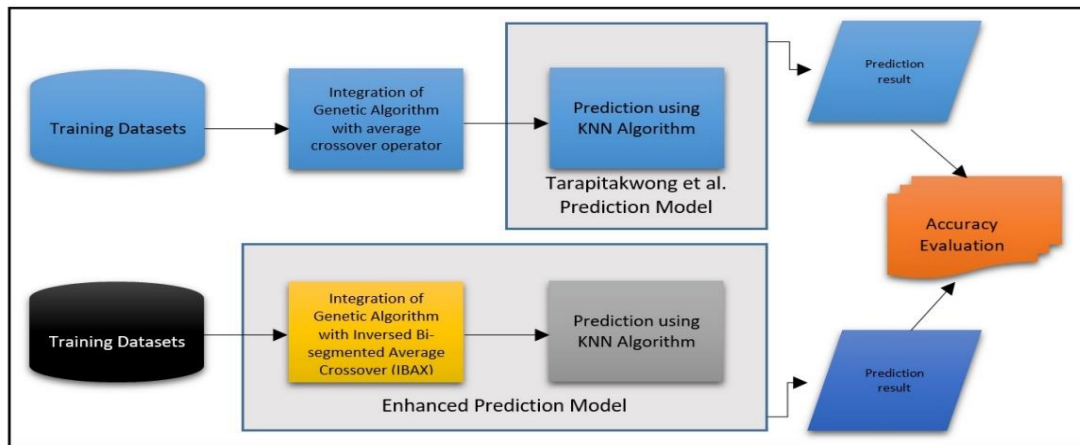 Training Datasets
Integration of
Genetic Algorithm
with average
crossover operator
Prediction using
KNN Algorithm
Tarapitakwong et al.
Prediction Model
Prediction
result
Accuracy
Evaluation
Training Datasets
Integration of
Genetic Algorithm
with Inversed Bi-
segmented Average
Crossover (IBAX)
Prediction using
KNN Algorithm
Enhanced Prediction Model
Prediction
result